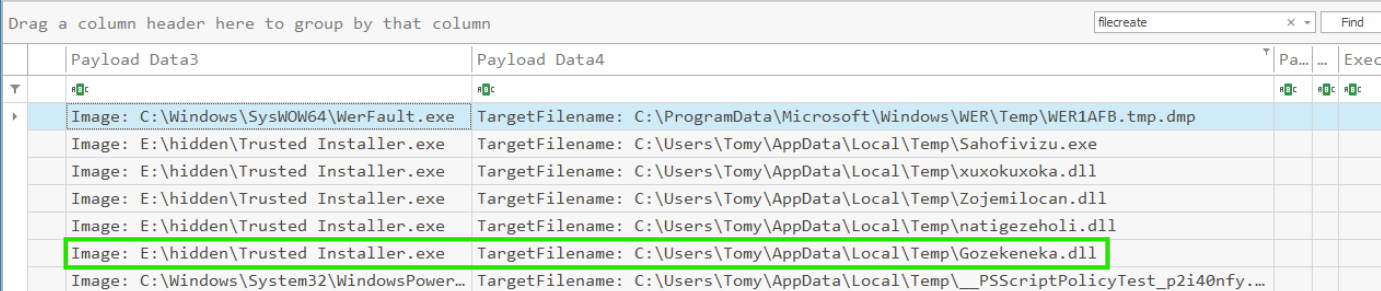 Drag a column header here to group by that column
filecreate
Find
Payload Data3 Payload Data4 Pa… … Exec
Image: C:\Windows\SysWOW64\WerFault.exe TargetFilename: C:\ProgramData\Microsoft\Windows\WER\Temp\WER1AFB.tmp.dmp
Image: E:\hidden\Trusted Installer.exe TargetFilename: C:\Users\Tomy\AppData\Local\Temp\Sahofivizu.exe
Image: E:\hidden\Trusted Installer.exe TargetFilename: C:\Users\Tomy\AppData\Local\Temp\xuxokuxoka.dll
Image: E:\hidden\Trusted Installer.exe TargetFilename: C:\Users\Tomy\AppData\Local\Temp\Zojemilocan.dll
Image: E:\hidden\Trusted Installer.exe TargetFilename: C:\Users\Tomy\AppData\Local\Temp\natigezeholi.dll
Image: E:\hidden\Trusted Installer.exe TargetFilename: C:\Users\Tomy\AppData\Local\Temp\Gozekeneka.dll
Image: C:\Windows\System32\WindowsPower… TargetFilename: C:\Users\Tomy\AppData\Local\Temp\__PSScriptPolicyTest_p2i40nfy.…